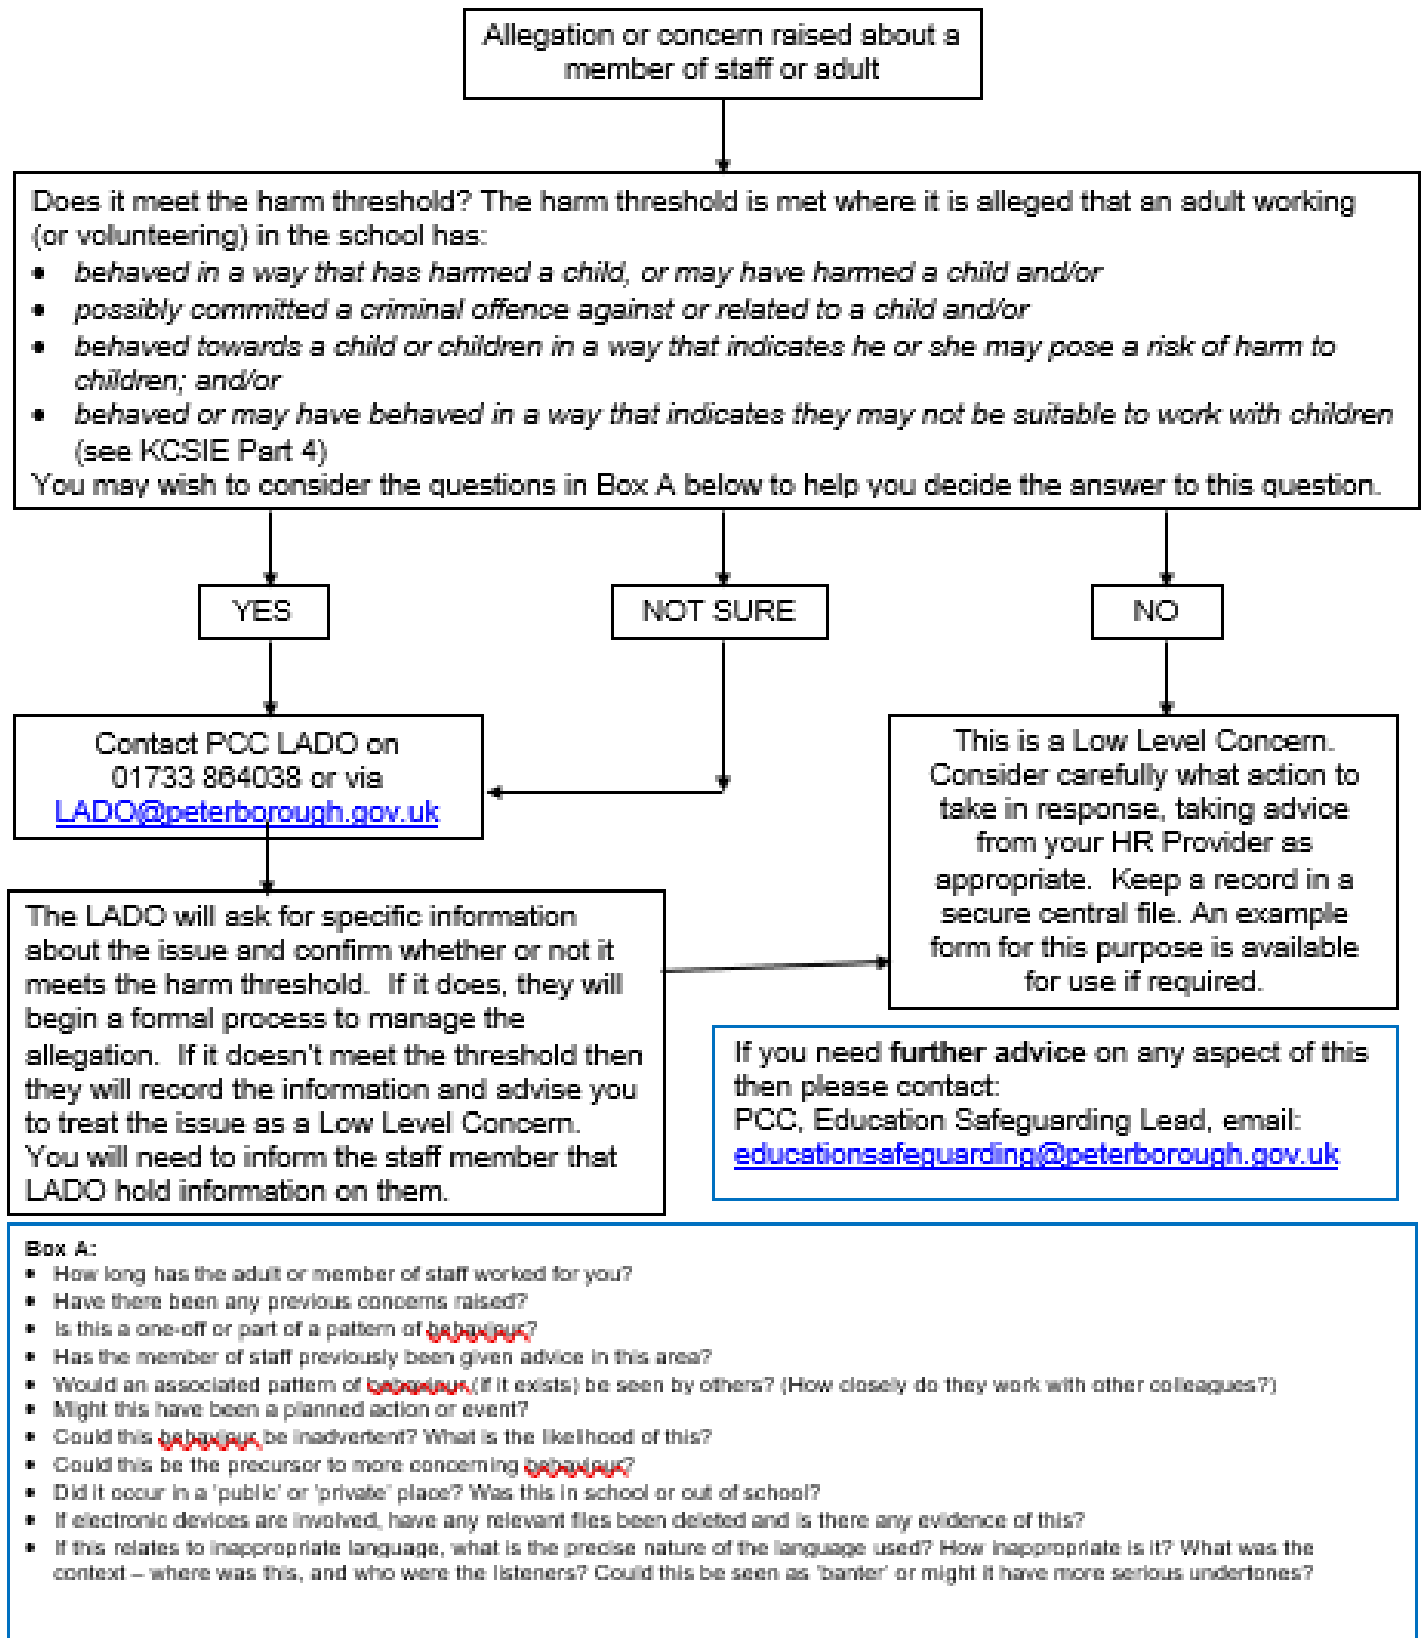 Allegation or concern raised about a
member of staff or adult
Does it meet the harm threshold? The harm threshold is met where it is alleged that an adult working
(or volunteering) in the school has:
• behaved in a way that has harmed a child, or may have harmed a child and/or
• possibly committed a criminal offence against or related to a child and/or
• behaved towards a child or children in a way that indicates he or she may pose a risk of harm to
children; and/or
• behaved or may have behaved in a way that indicates they may not be suitable to work with children
(see KCSIE Part 4)
You may wish to consider the questions in Box A below to help you decide the answer to this question.
YES
NOT SURE
NO
Contact PCC LADO on
01733 864038 or via
LADO@peterborough.gov.uk
This is a Low Level Concern.
Consider carefully what action to
take in response, taking advice
from your HR Provider as
appropriate. Keep a record in a
secure central file. An example
form for this purpose is available
for use if required.
The LADO will ask for specific information
about the issue and confirm whether or not it
meets the harm threshold. If it does, they will
begin a formal process to manage the
allegation. If it doesn't meet the threshold then
they will record the information and advise you
to treat the issue as a Low Level Concern.
You will need to inform the staff member that
LADO hold information on them.
If you need further advice on any aspect of this
then please contact:
PCC, Education Safeguarding Lead, email:
educationsafeguarding@peterborough.gov.uk
Box A:
• How long has the adult or member of staff worked for you?
• Have there been any previous concerns raised?
• Is this a one-off or part of a pattern of behaviour?
• Has the member of staff previously been given advice in this area?
• Would an associated pattern of behaviour (if it exists) be seen by others? (How closely do they work with other colleagues?)
• Might this have been a planned action or event?
• Could this behaviour be inadvertent? What is the likelihood of this?
• Could this be the precursor to more concerning behaviour?
• Did it occur in a 'public' or 'private' place? Was this in school or out of school?
• If electronic devices are involved, have any relevant files been deleted and is there any evidence of this?
• If this relates to inappropriate language, what is the precise nature of the language used? How inappropriate is it? What was the
context – where was this, and who were the listeners? Could this be seen as 'banter' or might it have more serious undertones?